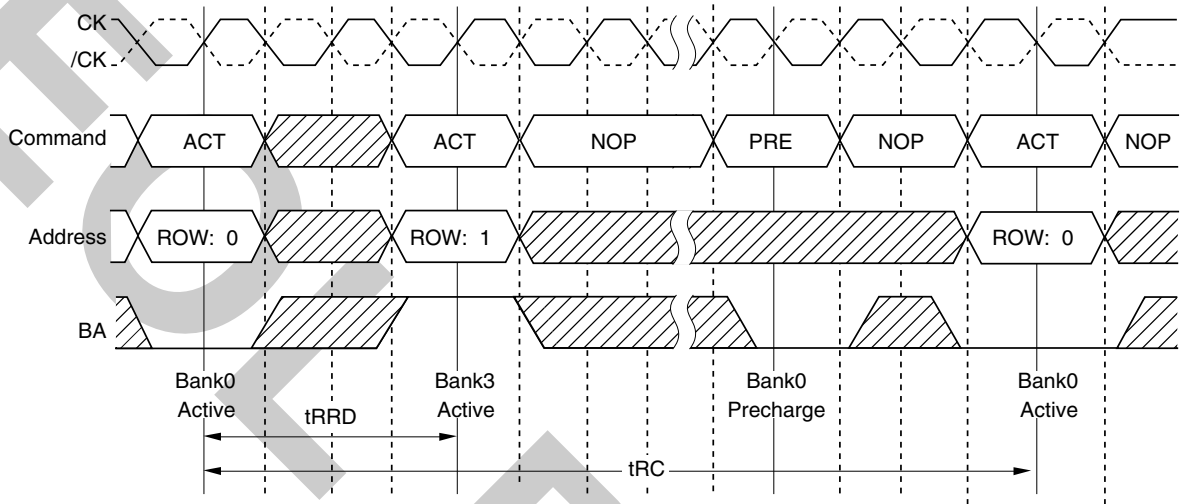 CK
/CK
Command ACT ACT NOP PRE NOP ACT NOP
Address ROW: 0 ROW: 1 ROW: 0
BA
Bank0 Bank3 Bank0 Bank0
Active Active Precharge Active
tRRD
tRC